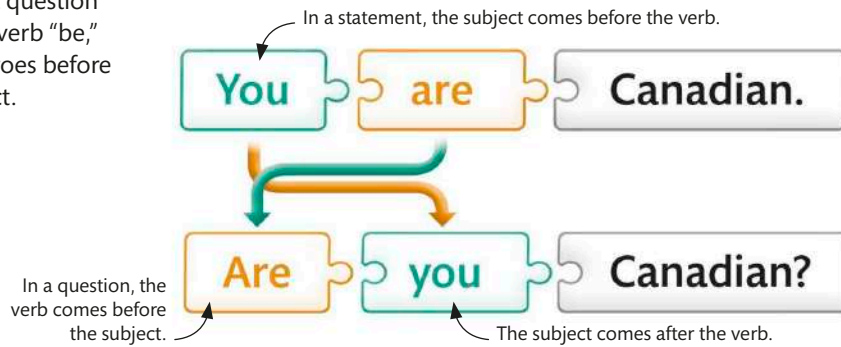 question
verb “be,”
oes before
ct.
In a statement, the subject comes before the verb.
You are Canadian.
Are you Canadian?
In a question, the
verb comes before
the subject.
The subject comes after the verb.